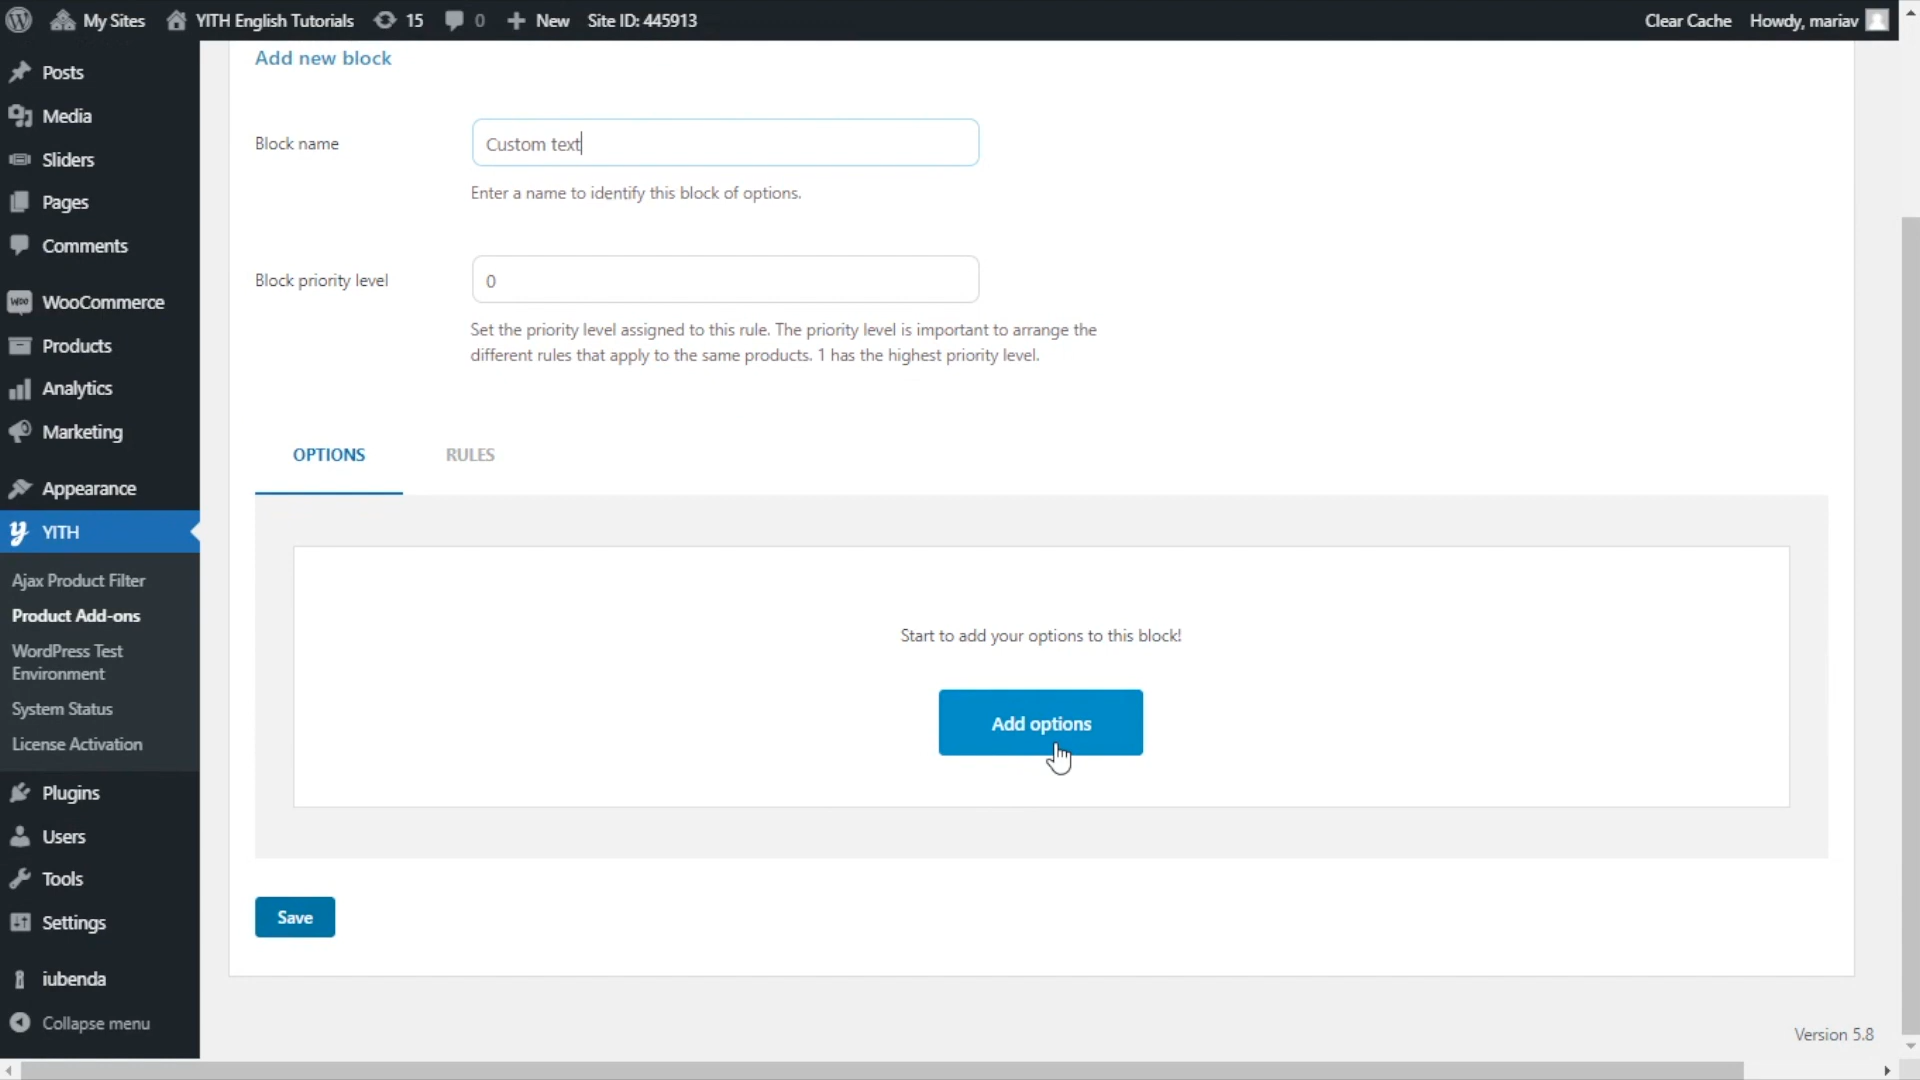 My Sites
YITH English Tutorials
15
0
New
Site ID: 445913
Clear Cache
Howdy, mariav
Posts
Media
Sliders
Pages
Comments
WooCommerce
Products
Analytics
Marketing
Appearance
YITH
Ajax Product Filter
Product Add-ons
WordPress Test
Environment
System Status
License Activation
Plugins
Users
Tools
Settings
iubenda
Collapse menu
Add new block
Block name
Custom text
Enter a name to identify this block of options.
Block priority level
0
Set the priority level assigned to this rule. The priority level is important to arrange the
different rules that apply to the same products. 1 has the highest priority level.
OPTIONS
RULES
Start to add your options to this block!
Add options
Save
Version 5.8